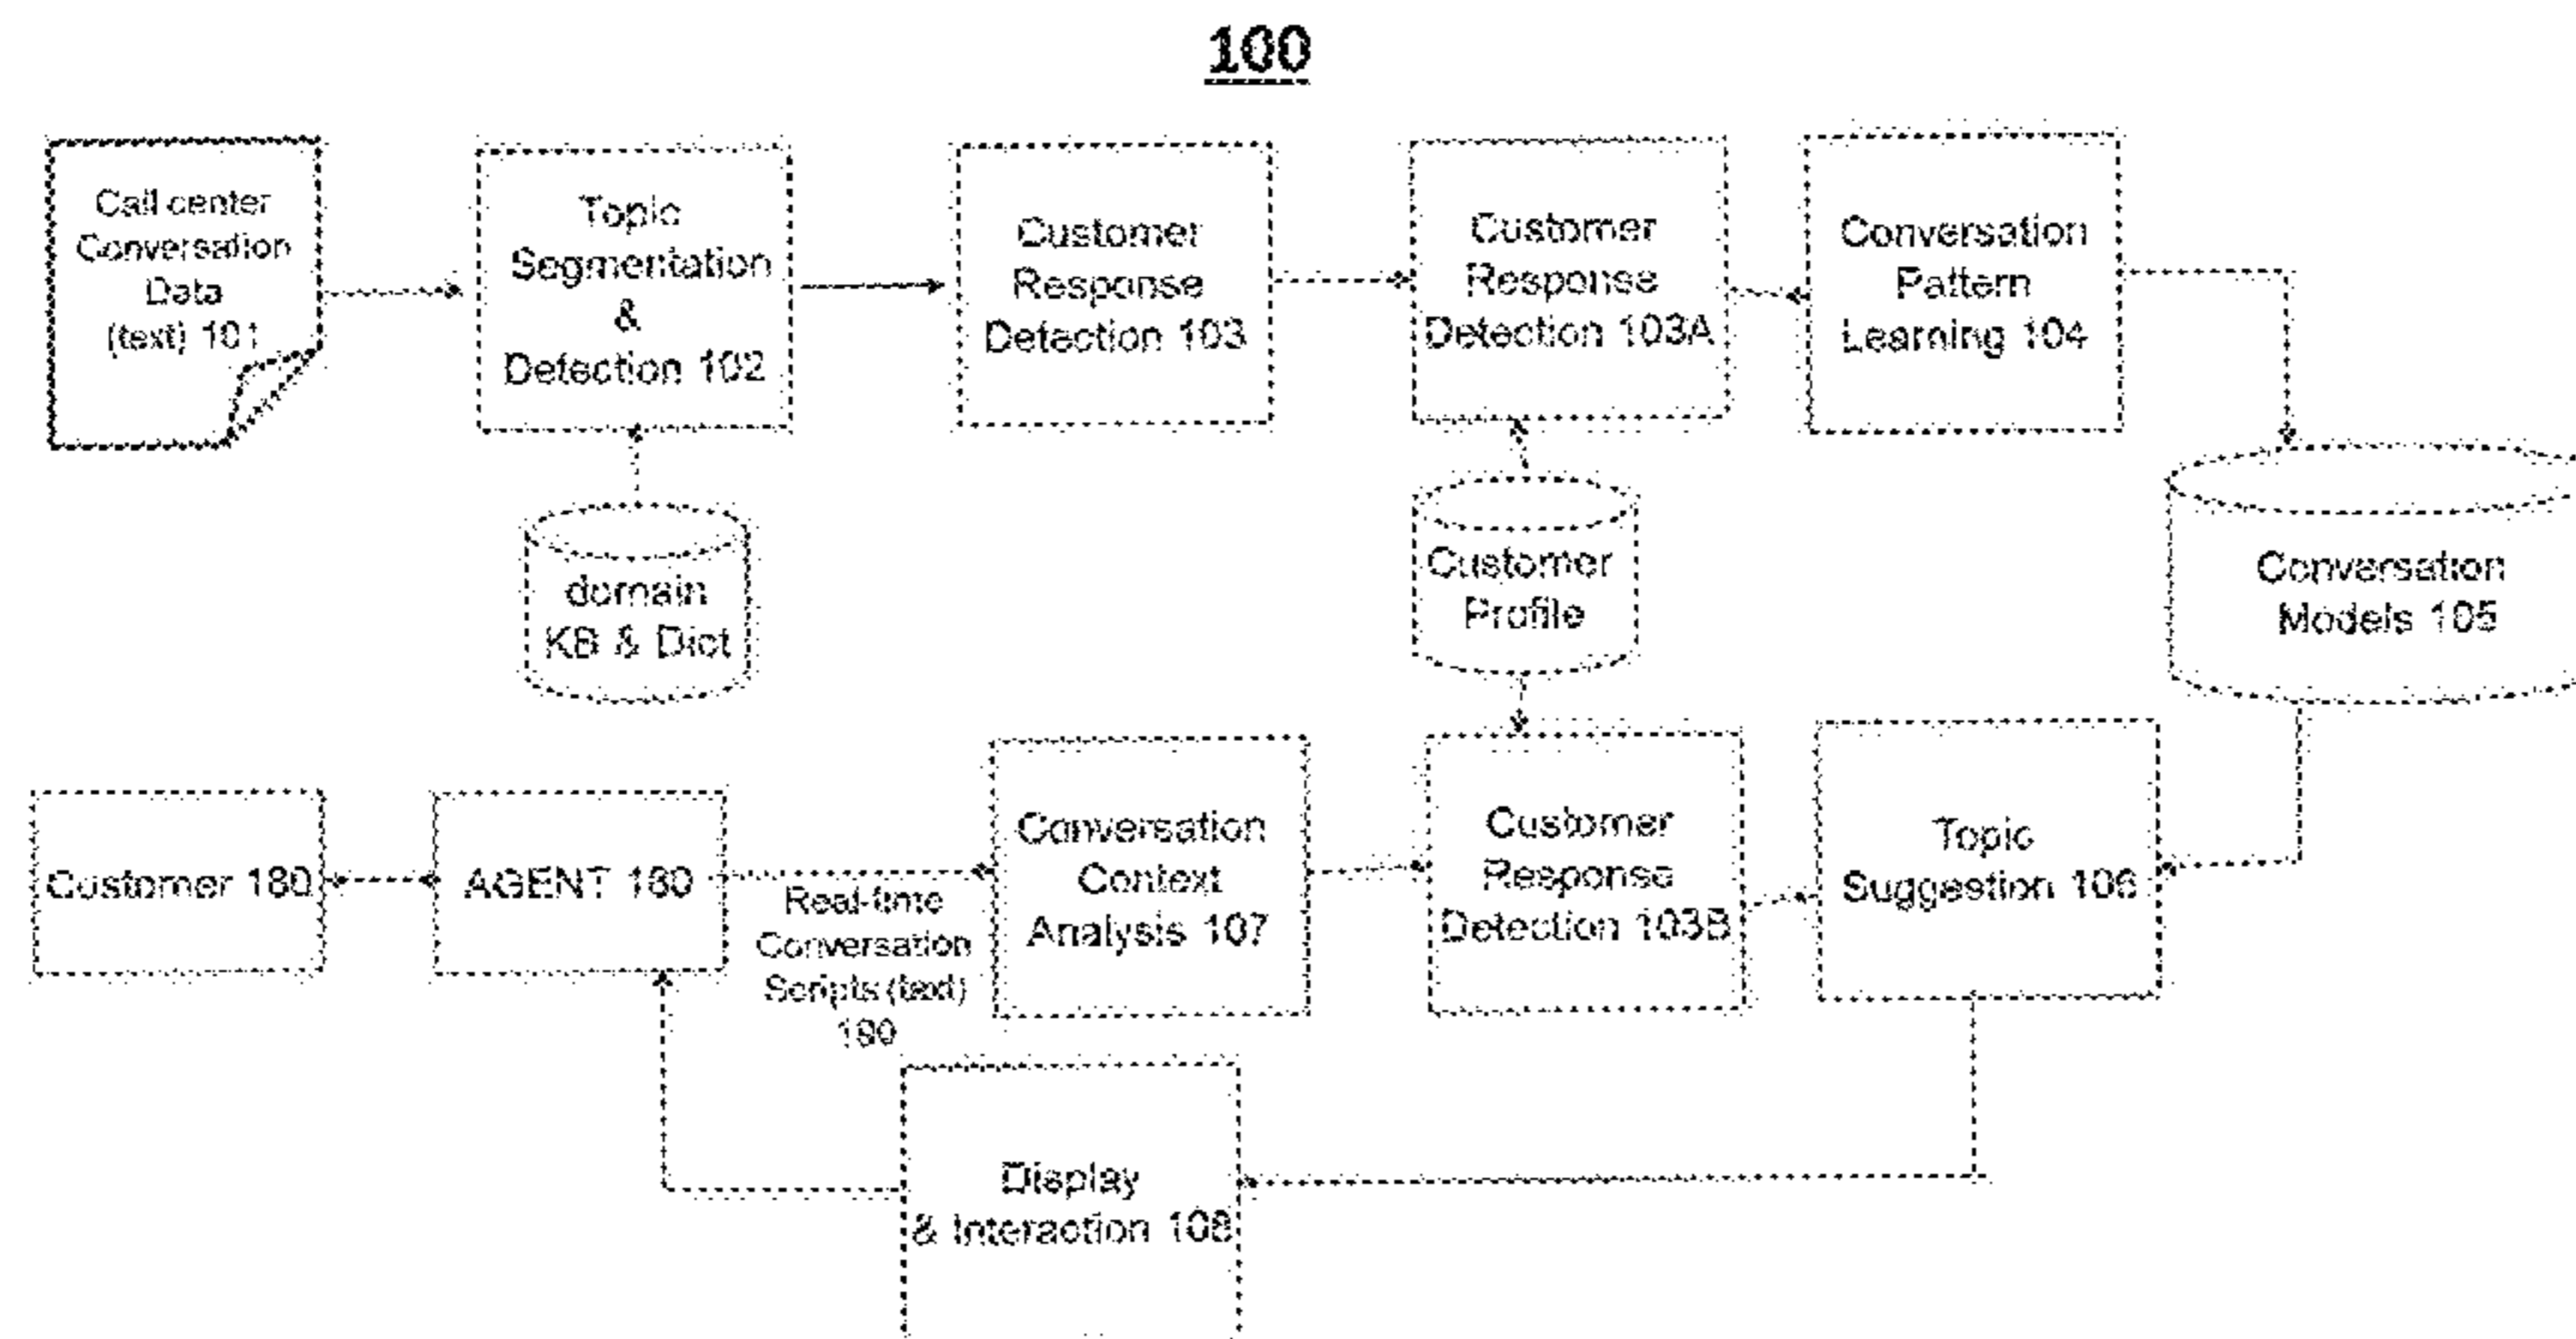 100
Call center
Conversation
Data
(text) 101
Topic
Segmentation
&
Detection 102
Customer
Response
Detection 103
Customer
Response
Detection 103A
Conversation
Pattern
Learning 104
domain
KB & Dict
Customer
Profile
Conversation
Models 105
Customer 180
AGENT 180
Real-time
Conversation
Scripts (text)
190
Conversation
Context
Analysis 107
Customer
Response
Detection 103B
Topic
Suggestion 106
Display
& Interaction 108